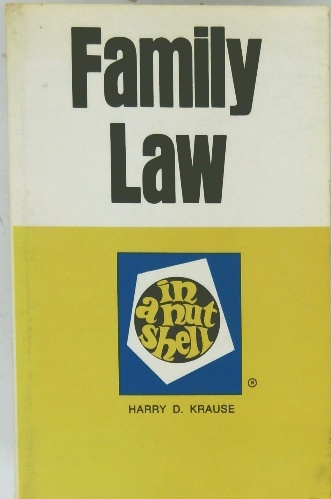 Family
Law
in
a nut
shell
®
HARRY D. KRAUSE